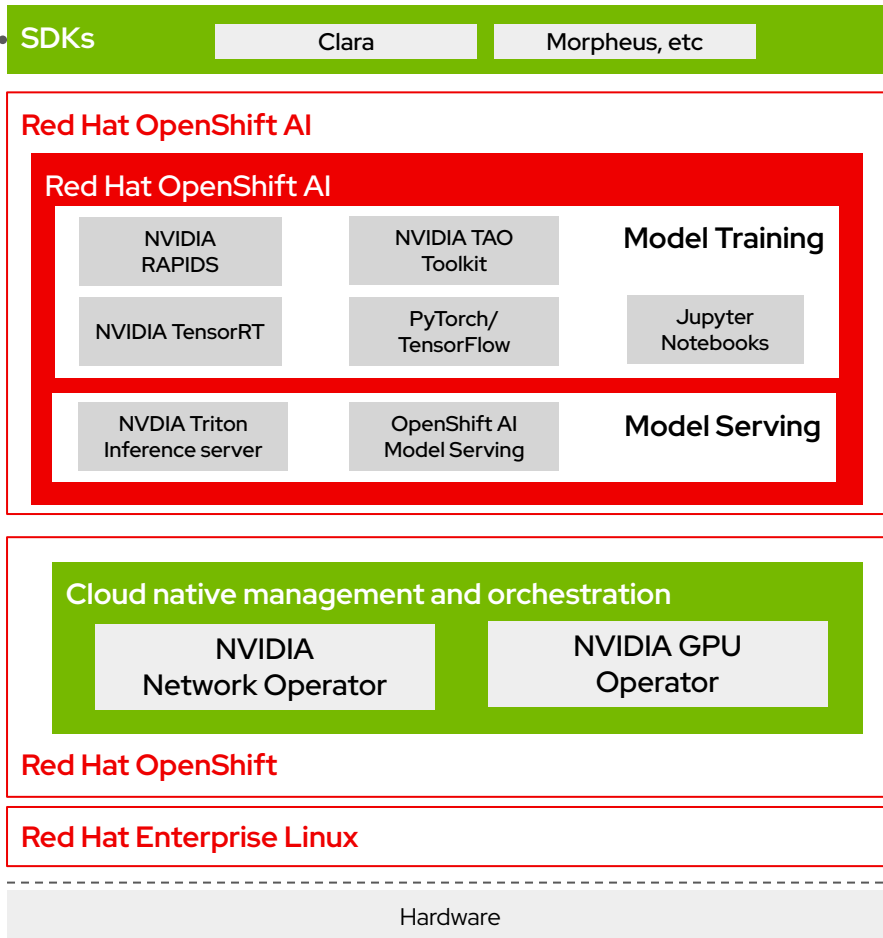 SDKs
Clara
Morpheus, etc
Red Hat OpenShift AI
Red Hat OpenShift AI
NVIDIA
RAPIDS
NVIDIA TAO
Toolkit
Model Training
NVIDIA TensorRT
PyTorch/
TensorFlow
Jupyter
Notebooks
NVDIA Triton
Inference server
OpenShift AI
Model Serving
Model Serving
Cloud native management and orchestration
NVIDIA
Network Operator
NVIDIA GPU
Operator
Red Hat OpenShift
Red Hat Enterprise Linux
Hardware